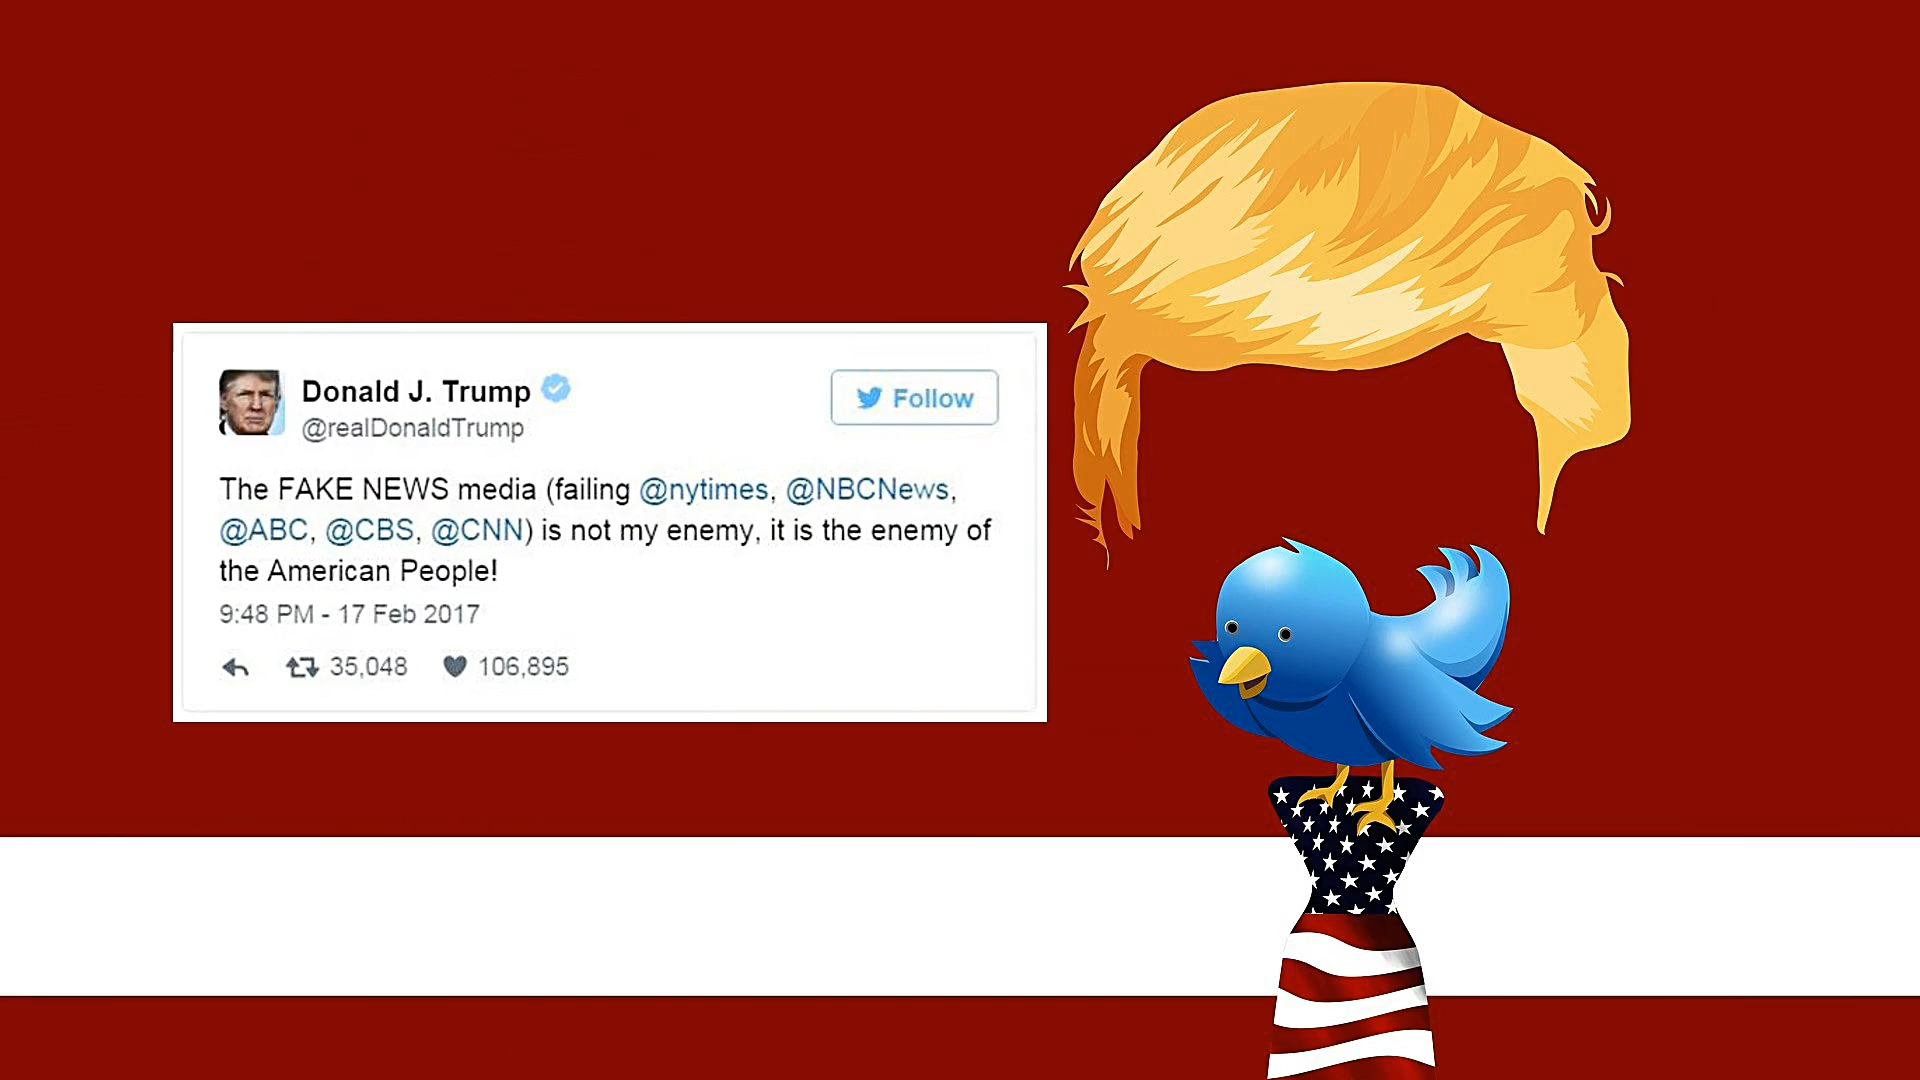 Donald J. Trump
Follow
@realDonaldTrump
The FAKE NEWS media (failing @nytimes, @NBCNews,
@ABC, @CBS, @CNN) is not my enemy, it is the enemy of
the American People!
9:48 PM - 17 Feb 2017
35,048 106,895